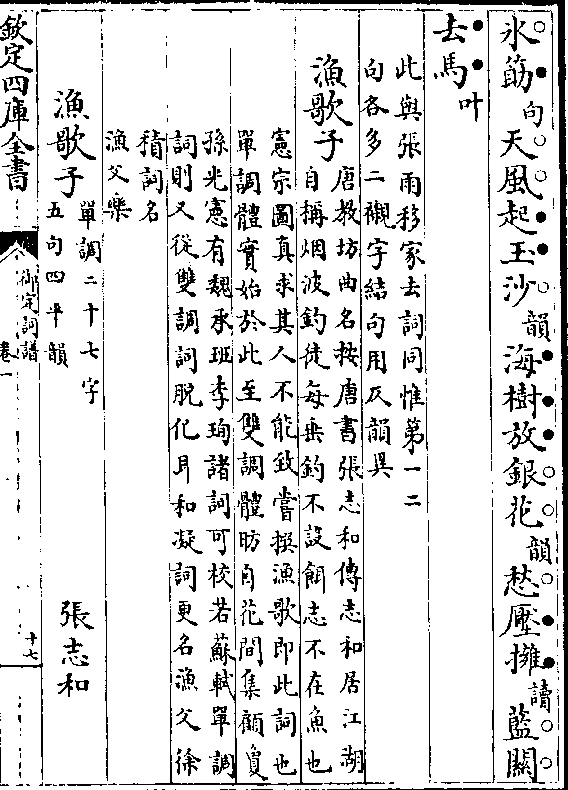 氷筯句天風起玉沙韻海樹放銀花韻愁壓擁讀藍關
去馬叶
此與張雨移家去詞同惟第一二
句各多二襯字結句用仄韻異
漁歌子唐教坊曲名按唐書張志和傳志和居江湖
自稱烟波釣徒每垂釣不設餌志不在魚也
憲宗圖真求其人不能致嘗撰漁歌即此詞也
單調體實始於此至雙調體昉自花間集顧夐
孫光憲有魏承班李珣諸詞可校若蘇軾單調
詞則又從雙調詞脫化耳和凝詞更名漁父徐
積詞名
漁父樂
漁歌子單調二十七字
五句四平韻
張志和
欽定四庫全書
御定詞譜
卷一
十七